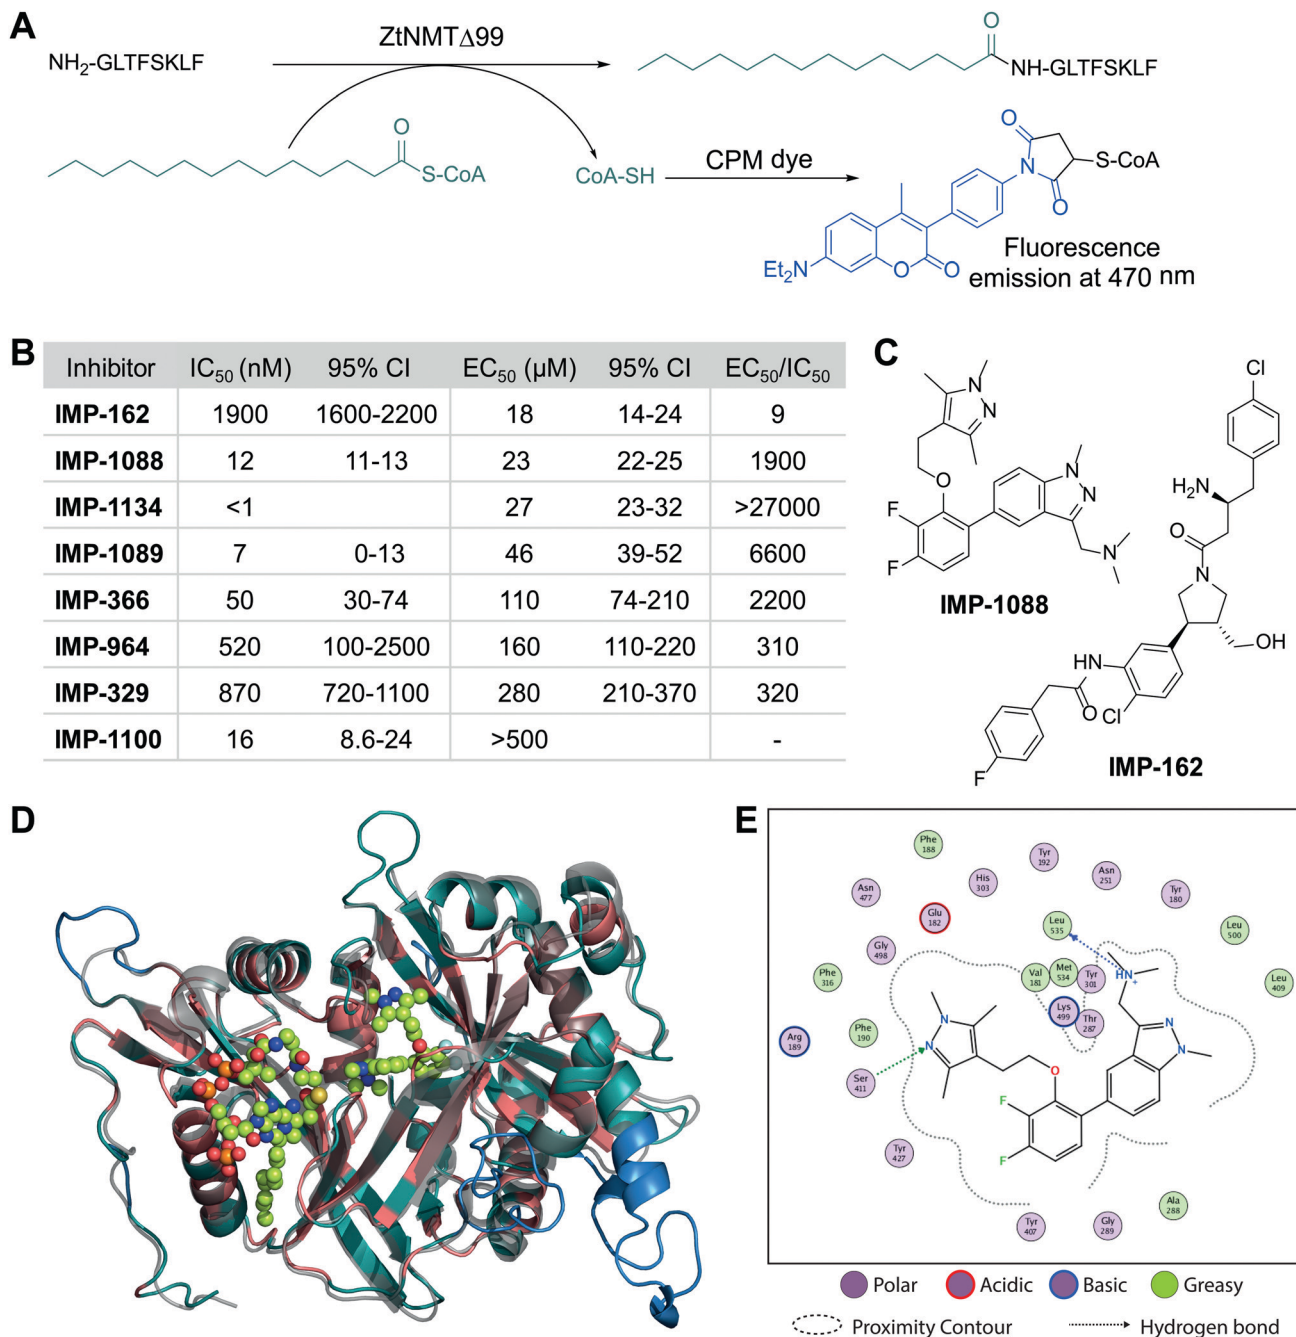 A
NH2-GLTFSKLF
ZtNMTΔ99
O
NH-GLTFSKLF
O
S-CoA
CoA-SH
CPM dye
O
N
O
S-CoA
Et2N
O
O
Fluorescence
emission at 470 nm
B
Inhibitor IC50 (nM) 95% CI EC50 (µM) 95% CI EC50/IC50
IMP-162 1900 1600-2200 18 14-24 9
IMP-1088 12 11-13 23 22-25 1900
IMP-1134 <1 27 23-32 >27000
IMP-1089 7 0-13 46 39-52 6600
IMP-366 50 30-74 110 74-210 2200
IMP-964 520 100-2500 160 110-220 310
IMP-329 870 720-1100 280 210-370 320
IMP-1100 16 8.6-24 >500 -
C
N
N
O
F
F
N
N
N
IMP-1088
Cl
H2N
O
N
OH
HN
O
Cl
F
IMP-162
D
E
Phe
188
Tyr
192
His
303
Asn
251
Asn
477
Tyr
180
Glu
182
Leu
535
Leu
500
Gly
498
Phe
316
Val
181
Met
534
Tyr
301
HN+
Leu
409
Lys
499
Thr
287
Arg
189
Phe
190
N
N
N
N
Ser
411
O
F
F
Tyr
427
Ala
288
Tyr
407
Gly
289
Polar Acidic Basic Greasy
Proximity Contour Hydrogen bond